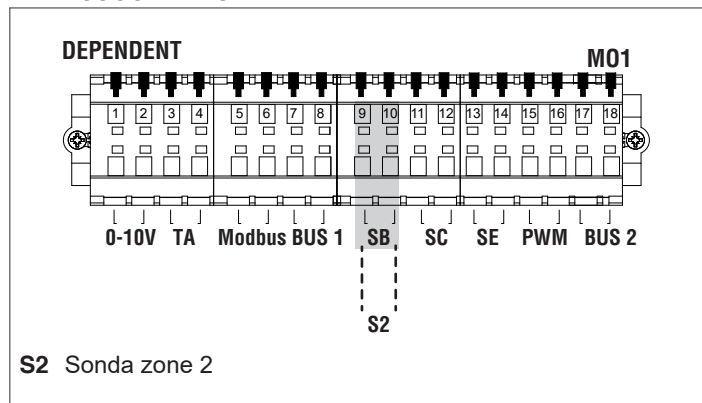 DEPENDENT M01
1 2 3 4 5 6 7 8 9 10 11 12 13 14 15 16 17 18
0-10V TA Modbus BUS 1 SB SC SE PWM BUS 2
S2
S2 Sonda zone 2